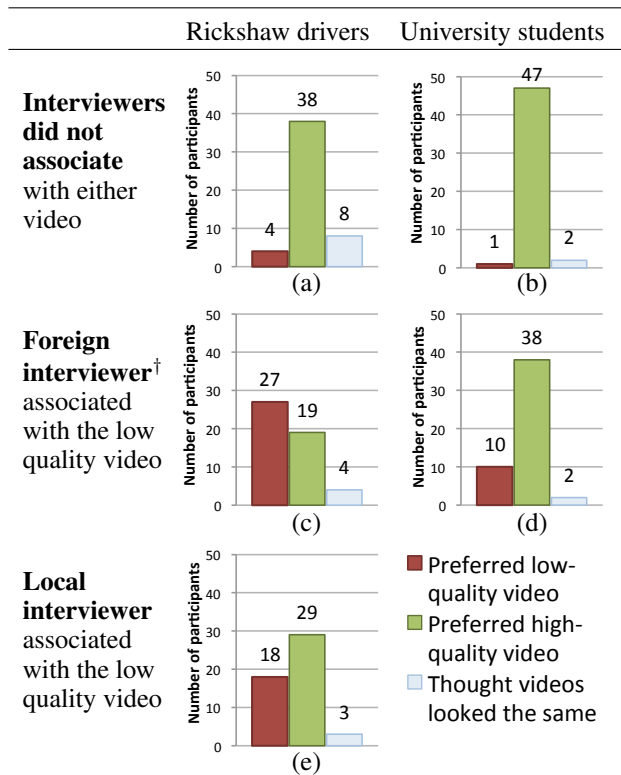 Rickshaw drivers University students
Interviewers
did not
associate
with either
video
Number of participants
50
40
30
20
10
0
4
38
8
(a)
Number of participants
50
40
30
20
10
0
1
47
2
(b)
Foreign
interviewer†
associated
with the low
quality video
Number of participants
50
40
30
20
10
0
27
19
4
(c)
Number of participants
50
40
30
20
10
0
10
38
2
(d)
Local
interviewer
associated
with the low
quality video
Number of participants
50
40
30
20
10
0
18
29
3
(e)
Preferred low-
quality video
Preferred high-
quality video
Thought videos
looked the same